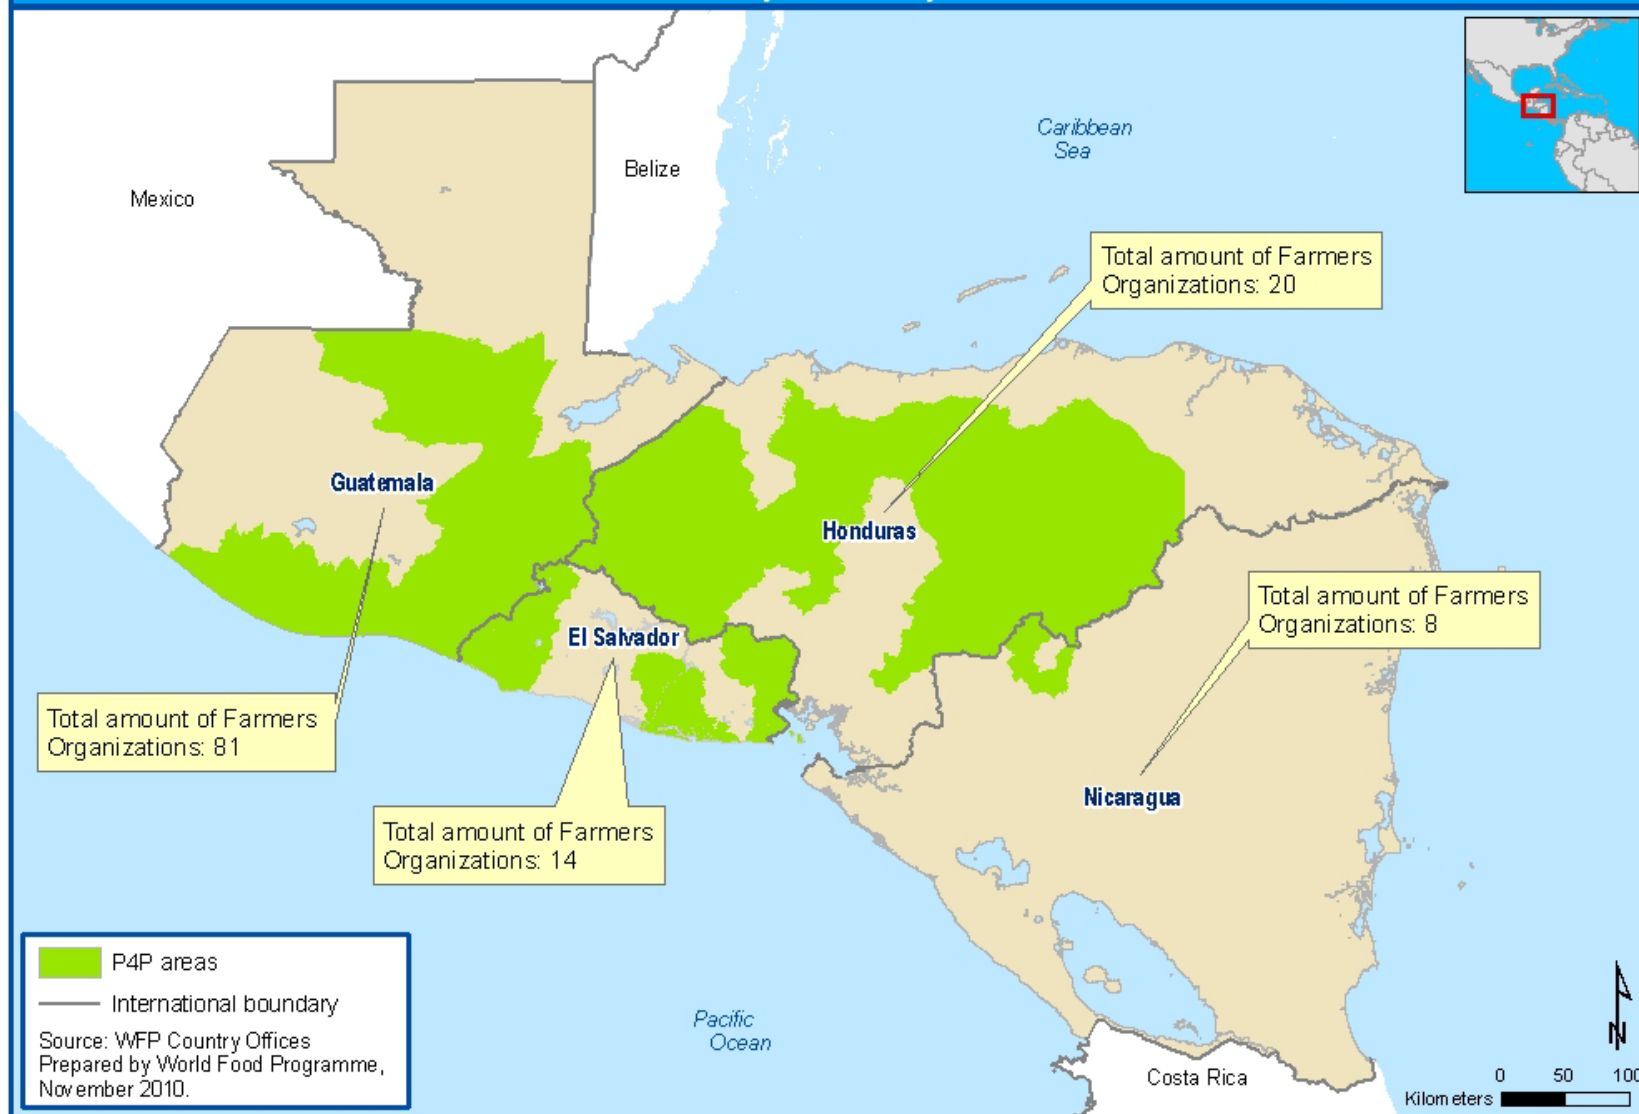 Caribbean
Sea
Belize
Mexico
Total amount of Farmers
Organizations: 20
Guatemala
Honduras
Total amount of Farmers
Organizations: 8
El Salvador
Total amount of Farmers
Organizations: 81
Nicaragua
Total amount of Farmers
Organizations: 14
P4P areas
International boundary
Source: WFP Country Offices
Prepared by World Food Programme,
November 2010.
Pacific
Ocean
N
Costa Rica
0 50 100
Kilometers